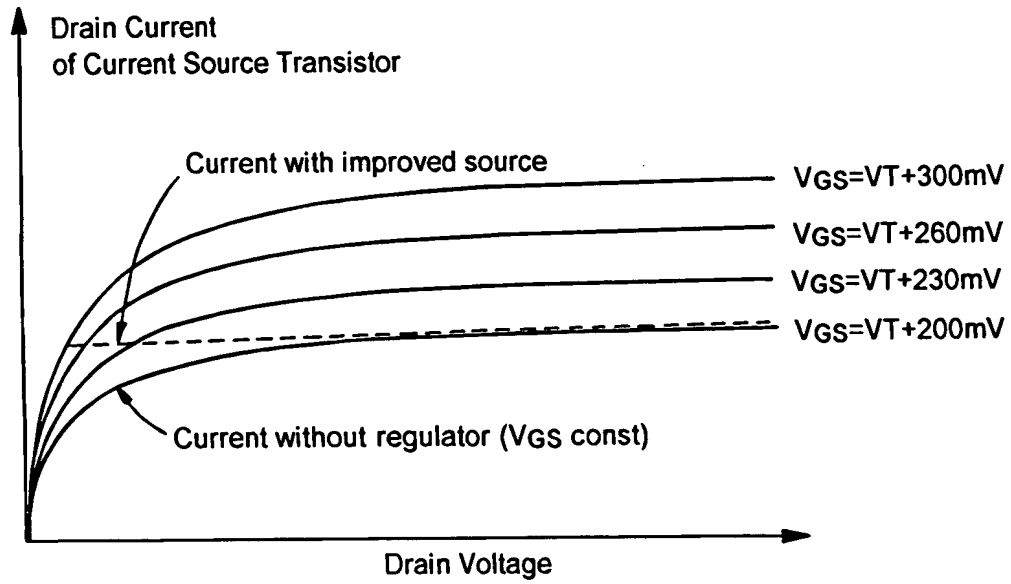 Drain Current
of Current Source Transistor
Current with improved source
VGS=VT+300mV
VGS=VT+260mV
VGS=VT+230mV
VGS=VT+200mV
Current without regulator (VGS const)
Drain Voltage